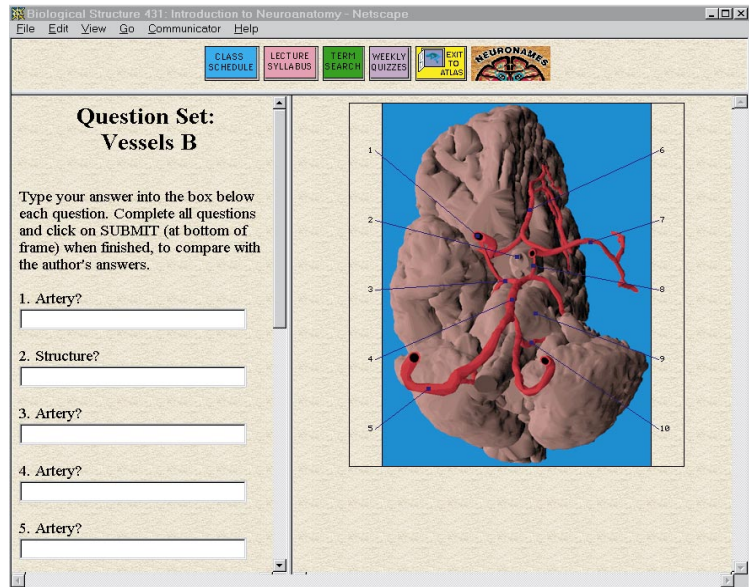 Biological Structure 431: Introduction to Neuroanatomy - Netscape
File Edit View Go Communicator Help
CLASS SCHEDULE
LECTURE SYLLABUS
TERM SEARCH
WEEKLY QUIZZES
EXIT TO ATLAS
NEURONAMES
Question Set:
Vessels B
Type your answer into the box below
each question. Complete all questions
and click on SUBMIT (at bottom of
frame) when finished, to compare with
the author's answers.
1. Artery?
2. Structure?
3. Artery?
4. Artery?
5. Artery?
1
2
3
4
5
6
7
8
9
10